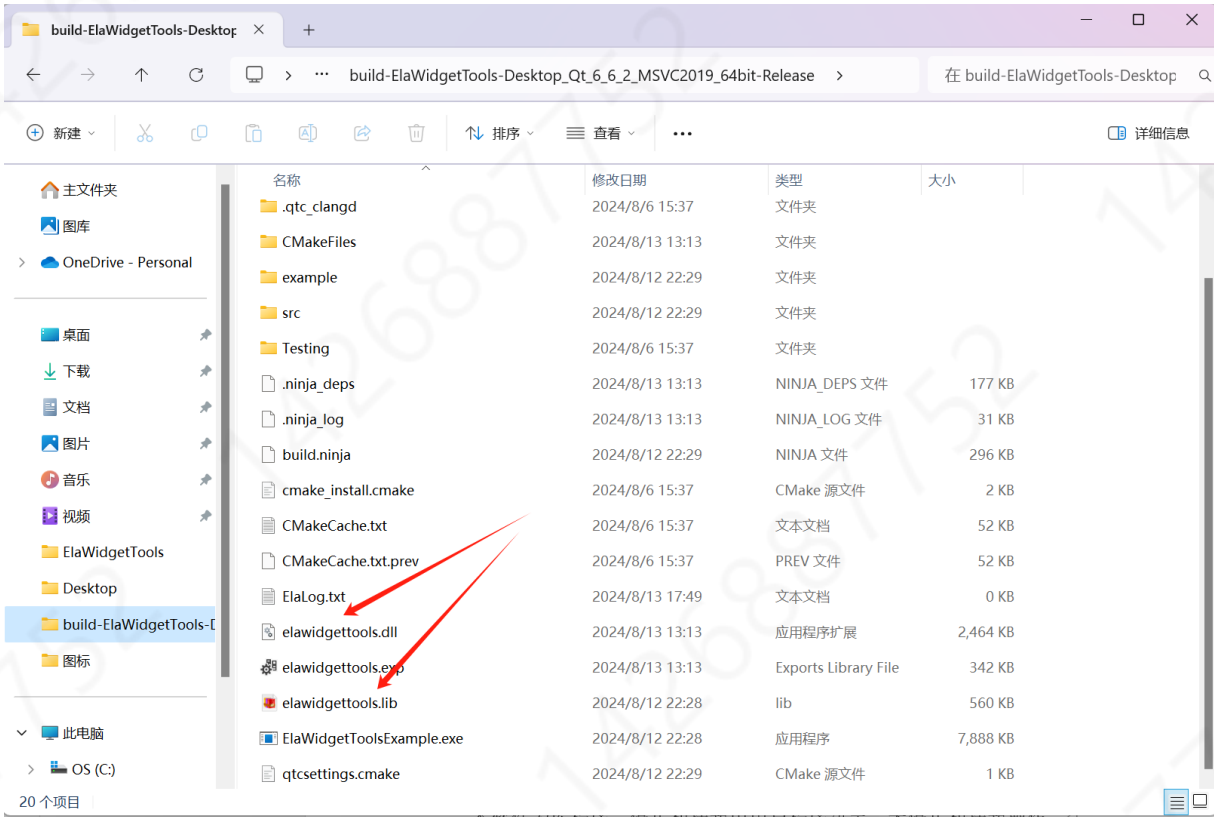 build-ElaWidgetTools-Desktop
build-ElaWidgetTools-Desktop_Qt_6_6_2_MSVC2019_64bit-Release
在 build-ElaWidgetTools-Desktop
新建 排序 查看 详细信息
名称 修改日期 类型 大小
主文件夹
图库
OneDrive - Personal
桌面
下载
文档
图片
音乐
视频
ElaWidgetTools
Desktop
build-ElaWidgetTools-D
图标
此电脑
OS (C:)
.qtc_clangd 2024/8/6 15:37 文件夹
CMakeFiles 2024/8/13 13:13 文件夹
example 2024/8/12 22:29 文件夹
src 2024/8/12 22:29 文件夹
Testing 2024/8/6 15:37 文件夹
.ninja_deps 2024/8/13 13:13 NINJA_DEPS 文件 177 KB
.ninja_log 2024/8/13 13:13 NINJA_LOG 文件 31 KB
build.ninja 2024/8/12 22:29 NINJA 文件 296 KB
cmake_install.cmake 2024/8/6 15:37 CMake 源文件 2 KB
CMakeCache.txt 2024/8/6 15:37 文本文档 52 KB
CMakeCache.txt.prev 2024/8/6 15:37 PREV 文件 52 KB
ElaLog.txt 2024/8/13 17:49 文本文档 0 KB
elawidgettools.dll 2024/8/13 13:13 应用程序扩展 2,464 KB
elawidgettools.exp 2024/8/13 13:13 Exports Library File 342 KB
elawidgettools.lib 2024/8/12 22:28 lib 560 KB
ElaWidgetToolsExample.exe 2024/8/12 22:28 应用程序 7,888 KB
qtcsettings.cmake 2024/8/12 22:29 CMake 源文件 1 KB
20 个项目
1426887752